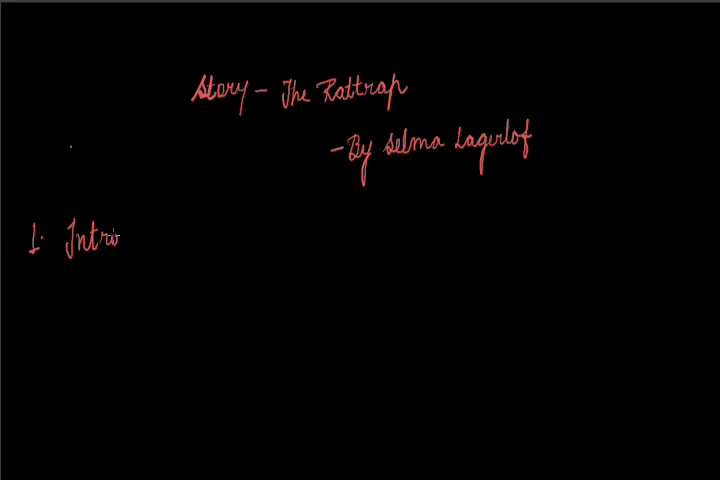 Story - The Rattrap
- By Selma Lagerlof
1. Intro